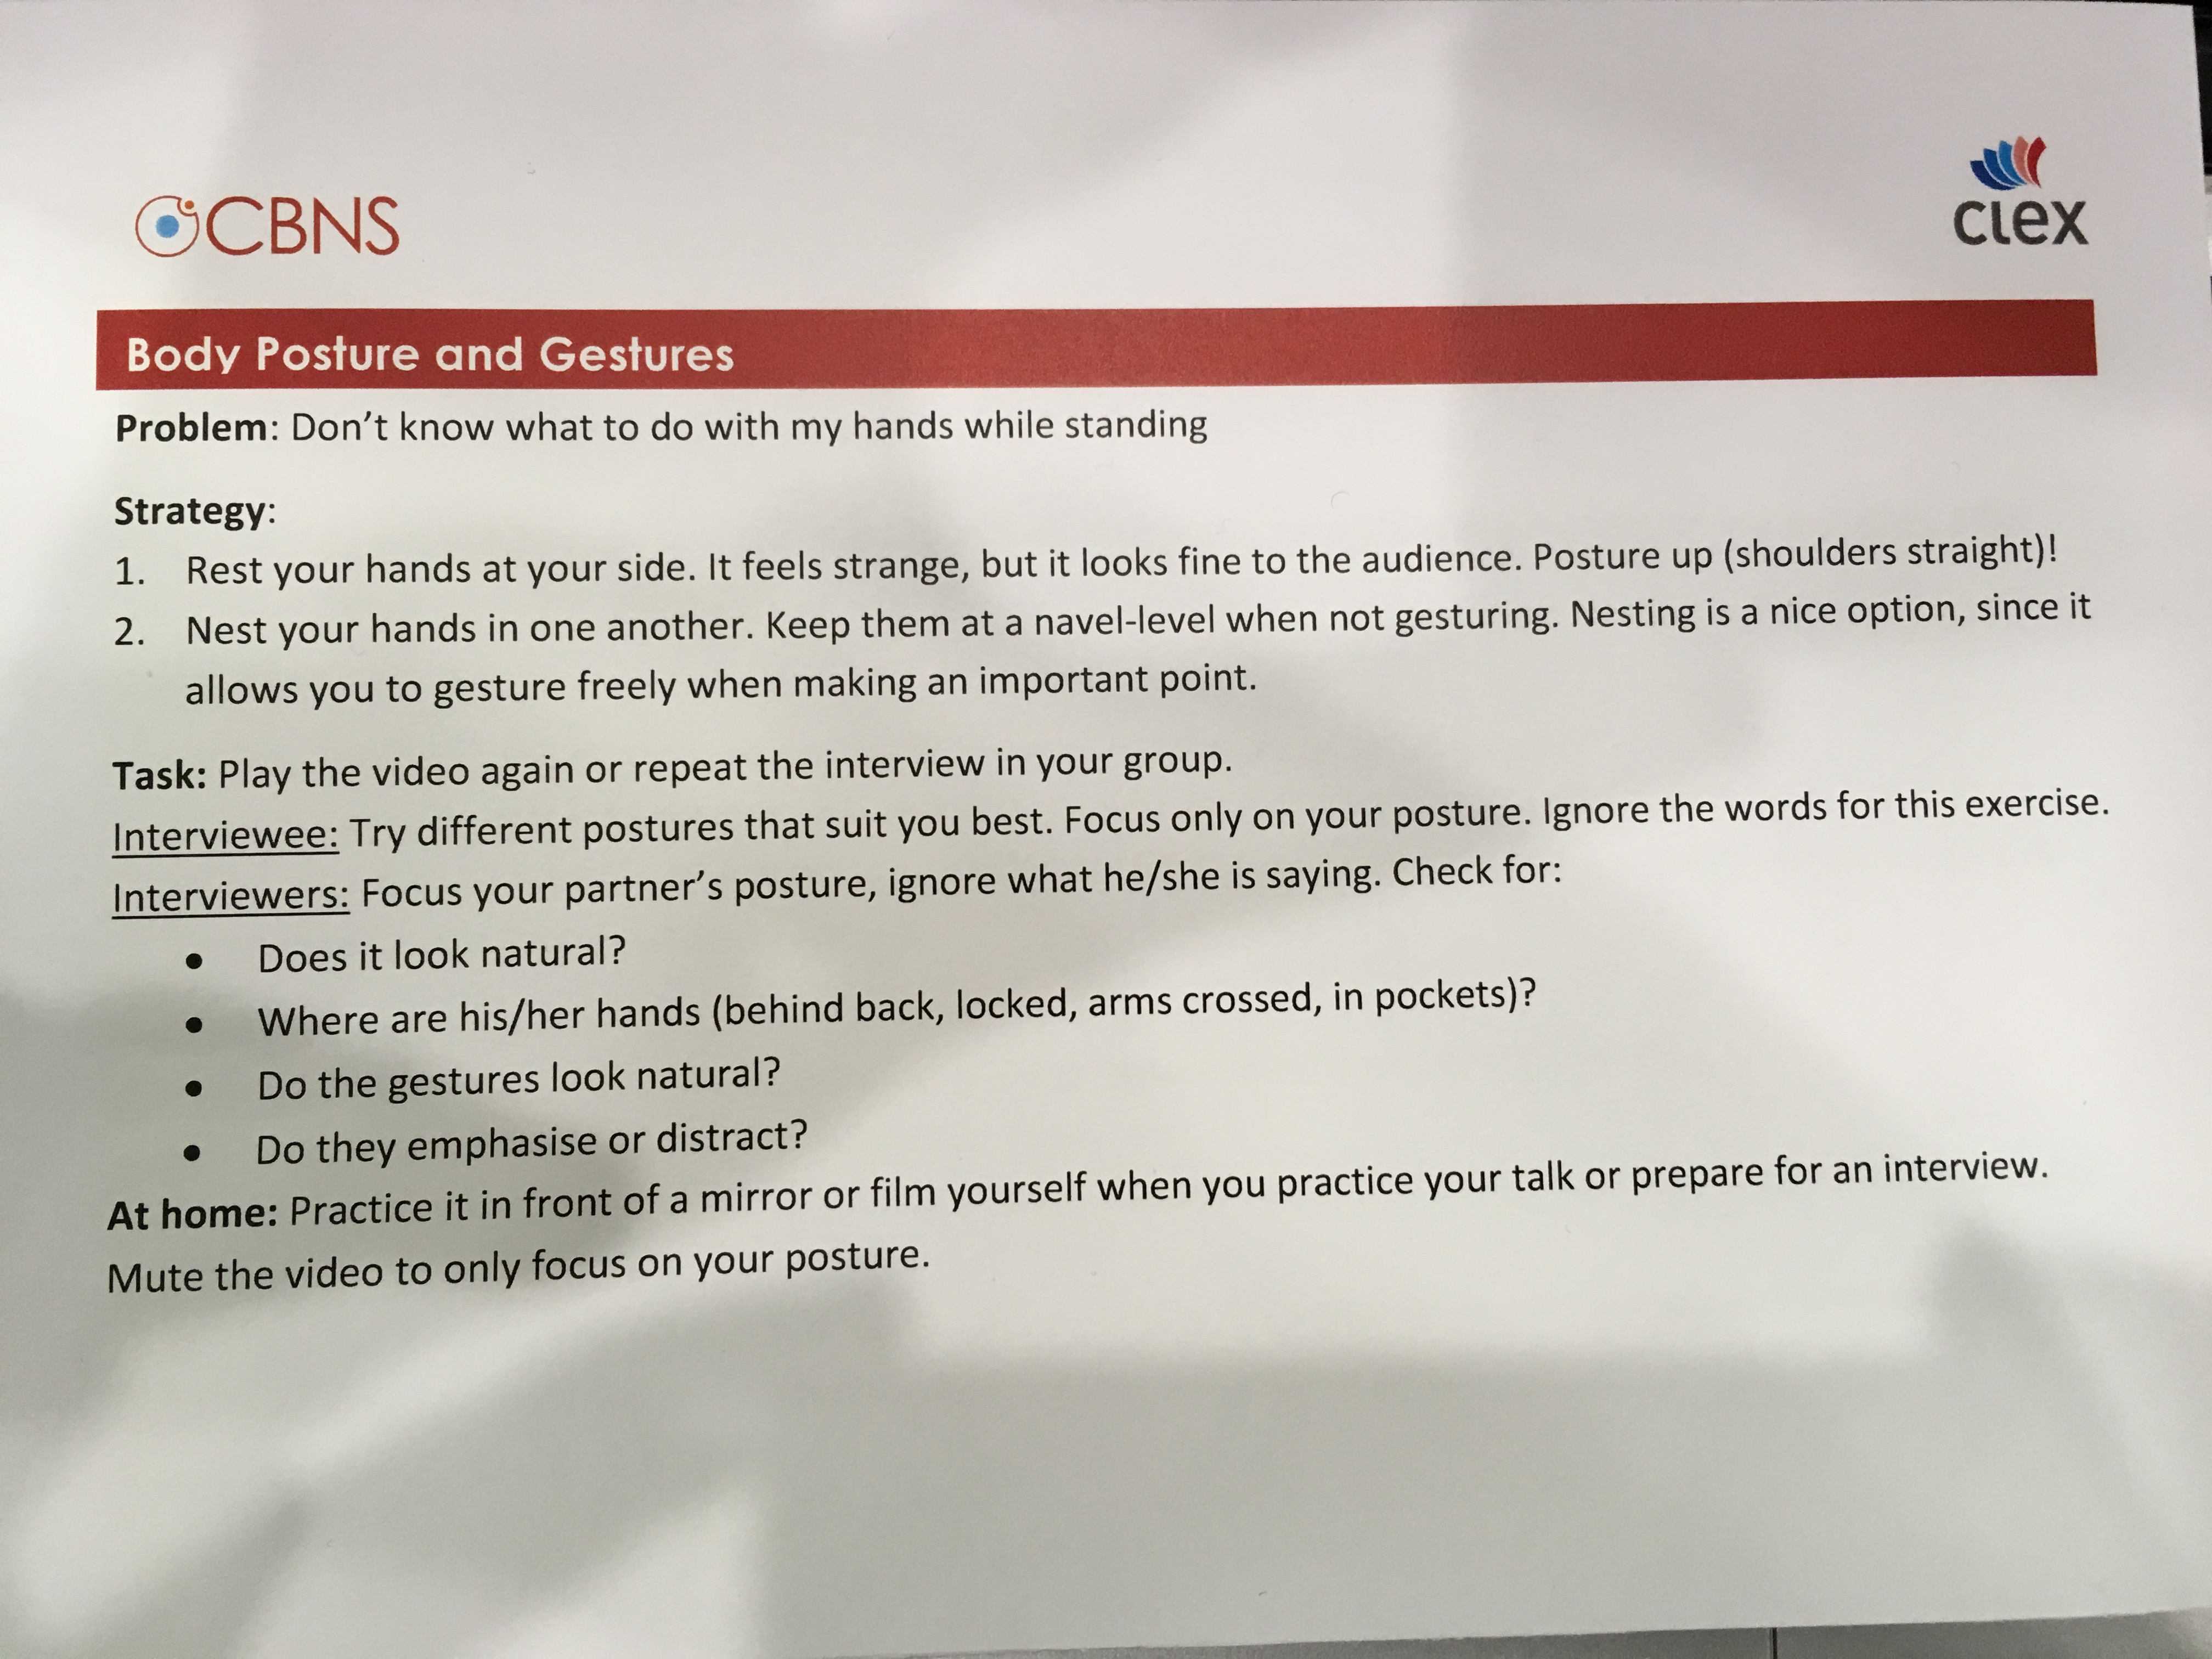 CBNS
CLEX
Body Posture and Gestures
Problem: Don't know what to do with my hands while standing
Strategy:
1. Rest your hands at your side. It feels strange, but it looks fine to the audience. Posture up (shoulders straight)!
2. Nest your hands in one another. Keep them at a navel-level when not gesturing. Nesting is a nice option, since it
allows you to gesture freely when making an important point.
Task: Play the video again or repeat the interview in your group.
Interviewee: Try different postures that suit you best. Focus only on your posture. Ignore the words for this exercise.
Interviewers: Focus your partner's posture, ignore what he/she is saying. Check for:
• Does it look natural?
• Where are his/her hands (behind back, locked, arms crossed, in pockets)?
• Do the gestures look natural?
• Do they emphasise or distract?
At home: Practice it in front of a mirror or film yourself when you practice your talk or prepare for an interview.
Mute the video to only focus on your posture.